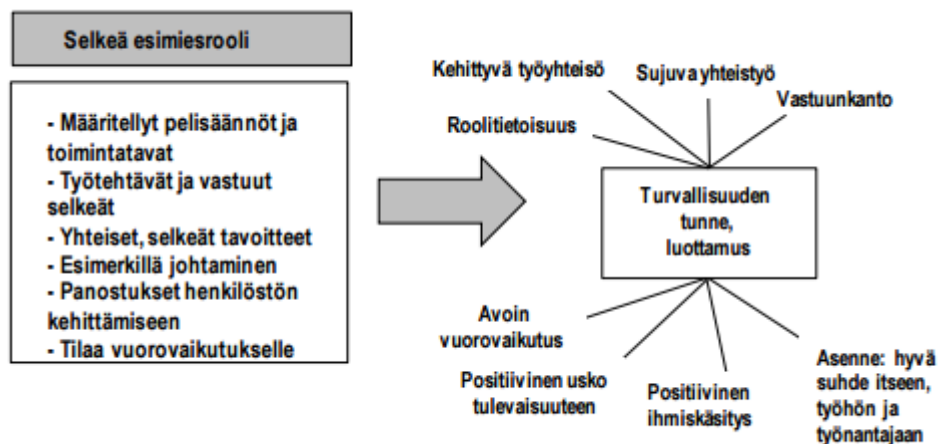 Selkeä esimiesrooli
- Määritellyt pelisäännöt ja
toimintatavat
- Työtehtävät ja vastuut
selkeät
- Yhteiset, selkeät tavoitteet
- Esimerkillä johtaminen
- Panostukset henkilöstön
kehittämiseen
- Tilaa vuorovaikutukselle
Kehittyvä työyhteisö
Sujuva yhteistyö
Vastuunkanto
Roolitietoisuus
Turvallisuuden
tunne,
luottamus
Avoin
vuorovaikutus
Positiivinen usko
tulevaisuuteen
Positiivinen
ihmiskäsitys
Asenne: hyvä
suhde itseen,
työhön ja
työnantajaan